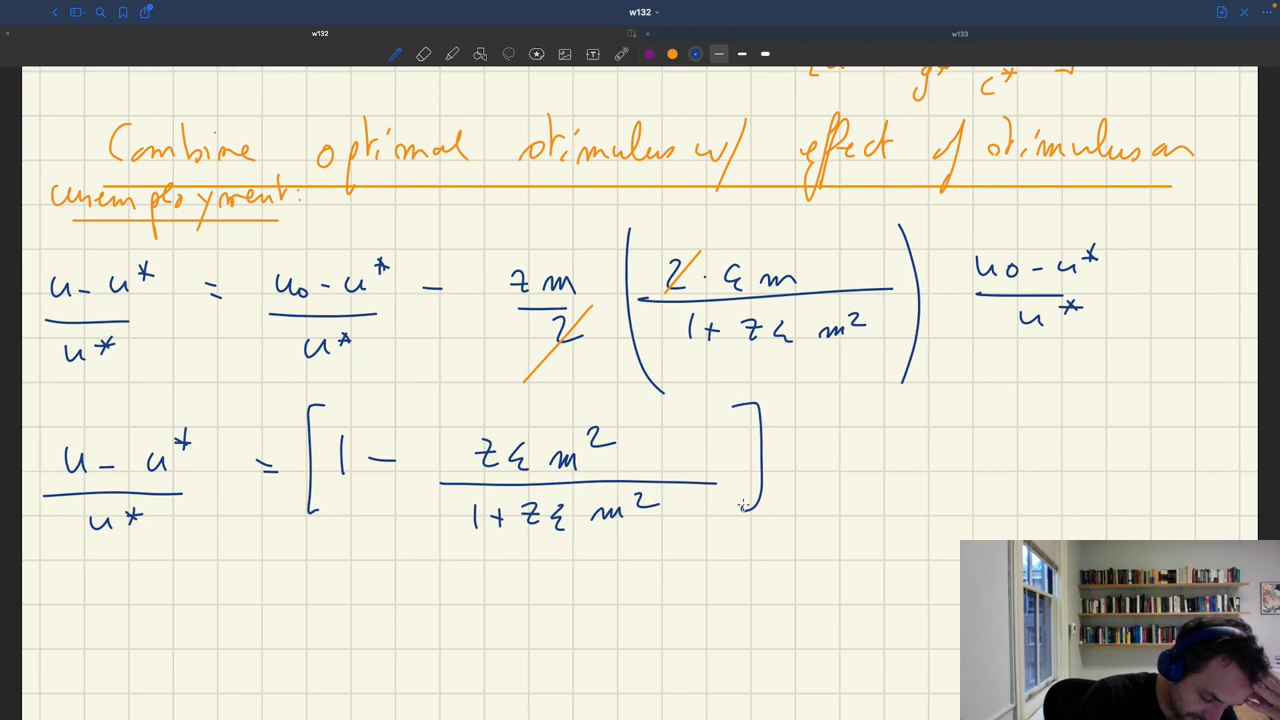 w132
w132 w133
g* c*
Combine optimal stimulus w/ effect of stimulus on
unemployment:
u - u* / u* = u₀ - u* / u* - z m / 2 ( 2 · ε m / 1 + z ε m² ) u₀ - u* / u*
u - u* / u* = [ 1 - z ε m² / 1 + z ε m² ]